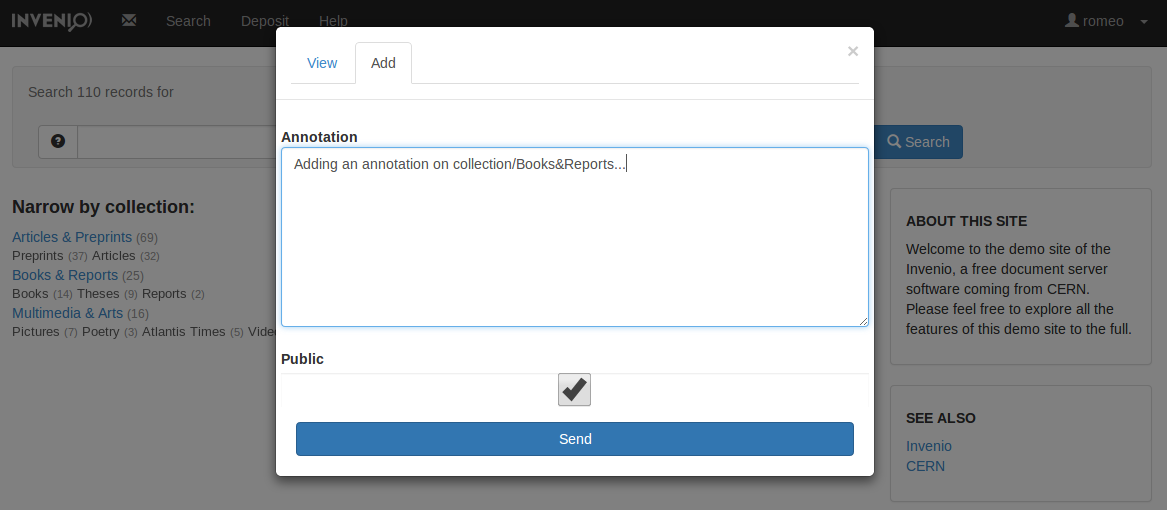 INVENIO
Search
Deposit
Help
romeo
View
Add
×
Search 110 records for
?
Search
Annotation
Adding an annotation on collection/Books&Reports...
Narrow by collection:
Articles & Preprints (69)
Preprints (37) Articles (32)
Books & Reports (25)
Books (14) Theses (9) Reports (2)
Multimedia & Arts (16)
Pictures (7) Poetry (3) Atlantis Times (5)
Public
Send
ABOUT THIS SITE
Welcome to the demo site of the
Invenio, a free document server
software coming from CERN.
Please feel free to explore all the
features of this demo site to the full.
SEE ALSO
Invenio
CERN